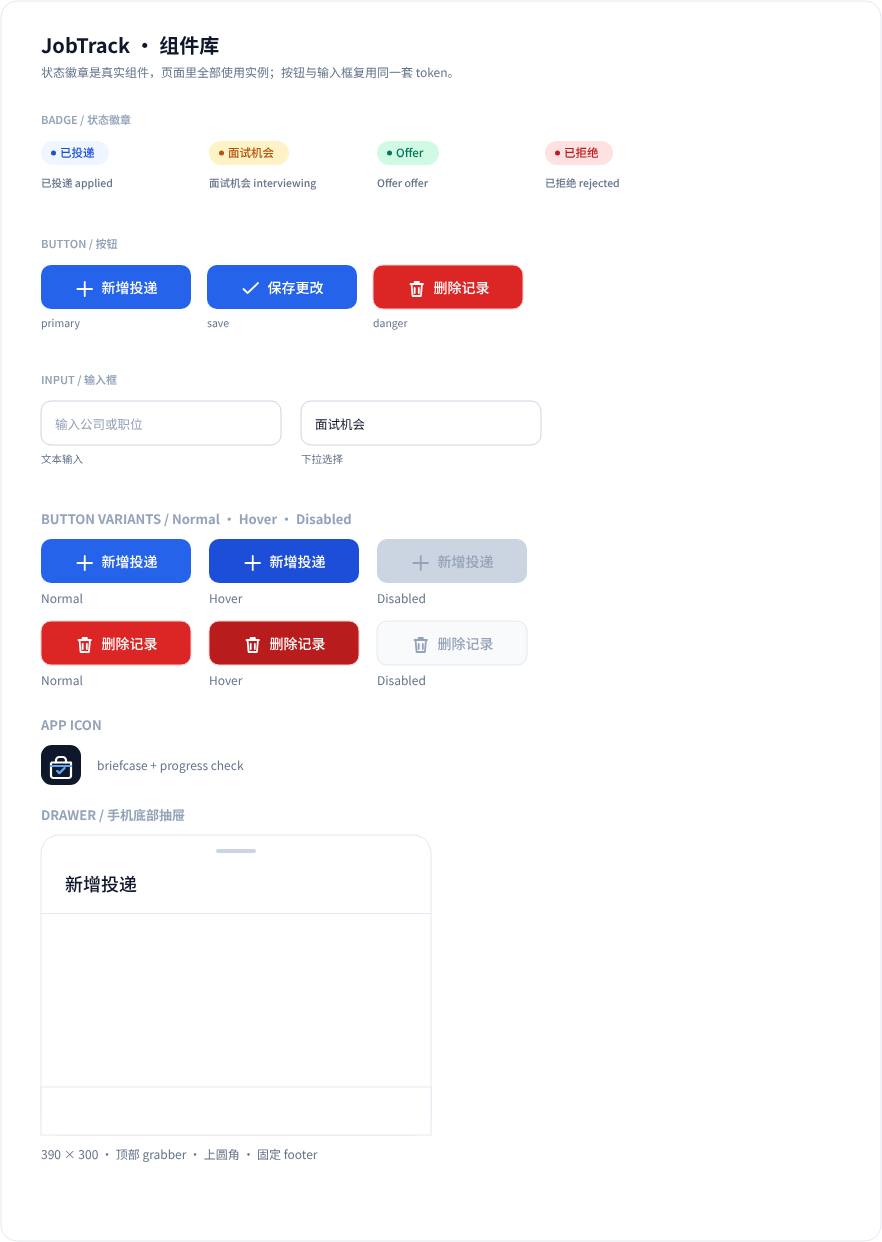 JobTrack · 组件库
状态徽章是真实组件，页面里全部使用实例；按钮与输入框复用同一套 token。
BADGE / 状态徽章
已投递
面试机会
Offer
已拒绝
已投递 applied
面试机会 interviewing
Offer offer
已拒绝 rejected
BUTTON / 按钮
新增投递
保存更改
删除记录
primary
save
danger
INPUT / 输入框
输入公司或职位
面试机会
文本输入
下拉选择
BUTTON VARIANTS / Normal · Hover · Disabled
新增投递
新增投递
新增投递
Normal
Hover
Disabled
删除记录
删除记录
删除记录
Normal
Hover
Disabled
APP ICON
briefcase + progress check
DRAWER / 手机底部抽屉
新增投递
390 × 300 · 顶部 grabber · 上圆角 · 固定 footer